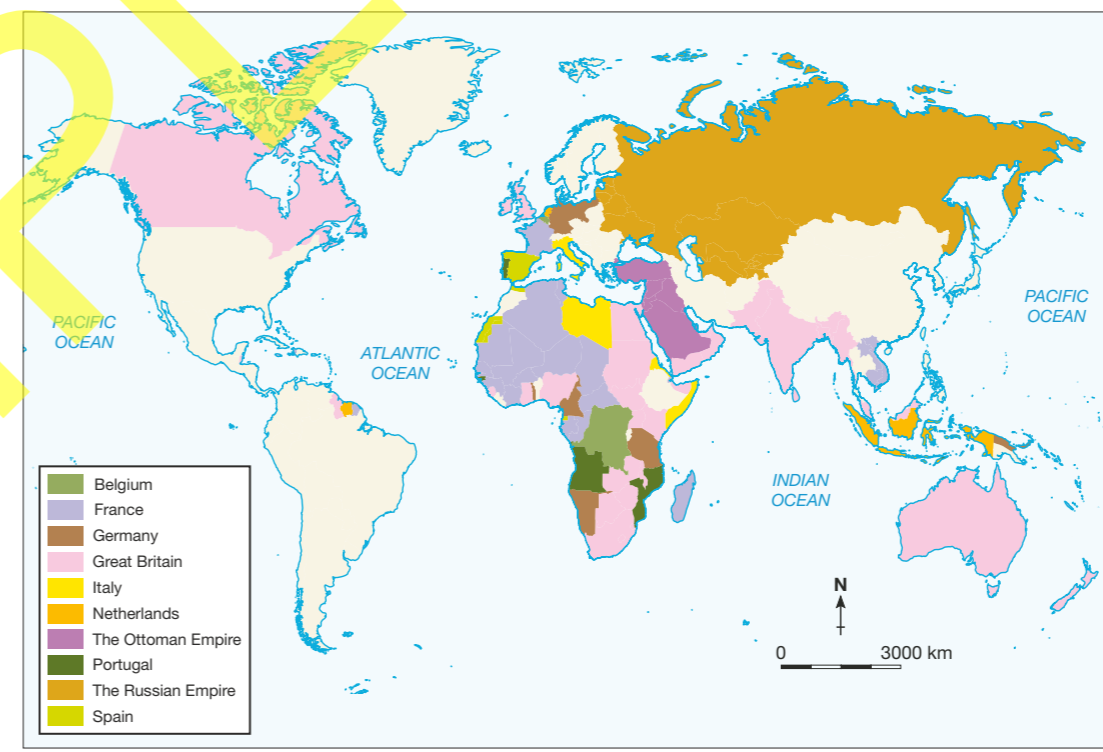 PACIFIC
OCEAN
ATLANTIC
OCEAN
PACIFIC
OCEAN
INDIAN
OCEAN
Belgium
France
Germany
Great Britain
Italy
Netherlands
The Ottoman Empire
Portugal
The Russian Empire
Spain
N
0 3000 km